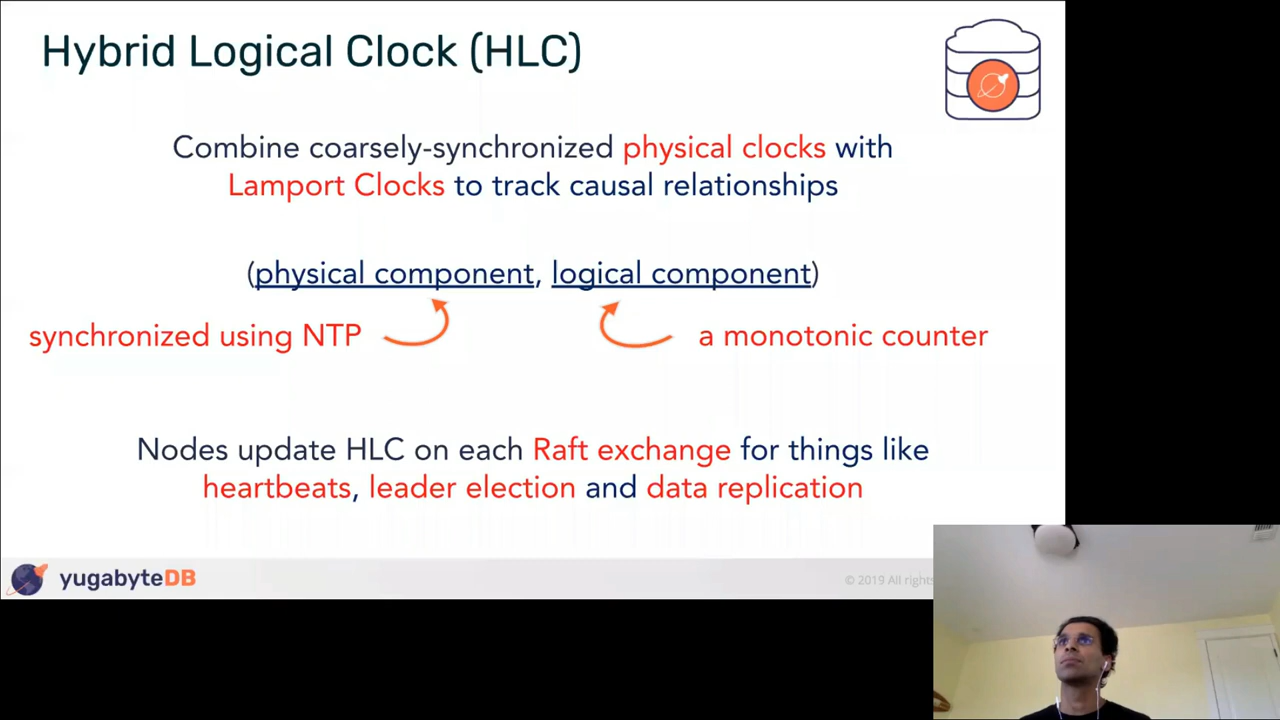 Hybrid Logical Clock (HLC)
Combine coarsely-synchronized physical clocks with
Lamport Clocks to track causal relationships
(physical component, logical component)
synchronized using NTP
a monotonic counter
Nodes update HLC on each Raft exchange for things like
heartbeats, leader election and data replication
yugabyteDB
© 2019 All rights